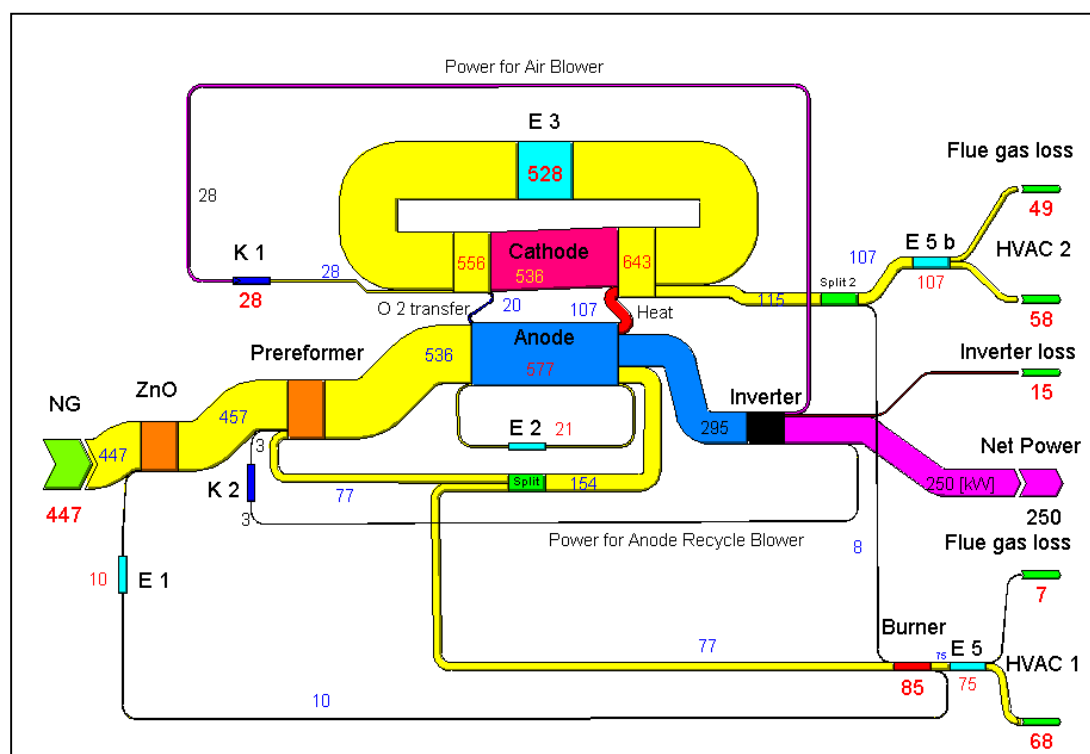 Power for Air Blower
E 3
Flue gas loss
528
28
49
K 1
Cathode
E 5 b
HVAC 2
107
28
556
536
643
107
Split 2
28
115
O 2 transfer
20
107
Heat
58
Prereformer
536
Anode
Inverter loss
577
NG
ZnO
15
457
Inverter
E 2
21
295
Net Power
447
3
K 2
77
Split
154
250 [kW]
447
3
250
Power for Anode Recycle Blower
8
Flue gas loss
10
E 1
7
Burner
77
75
E 5
HVAC 1
85
75
10
68